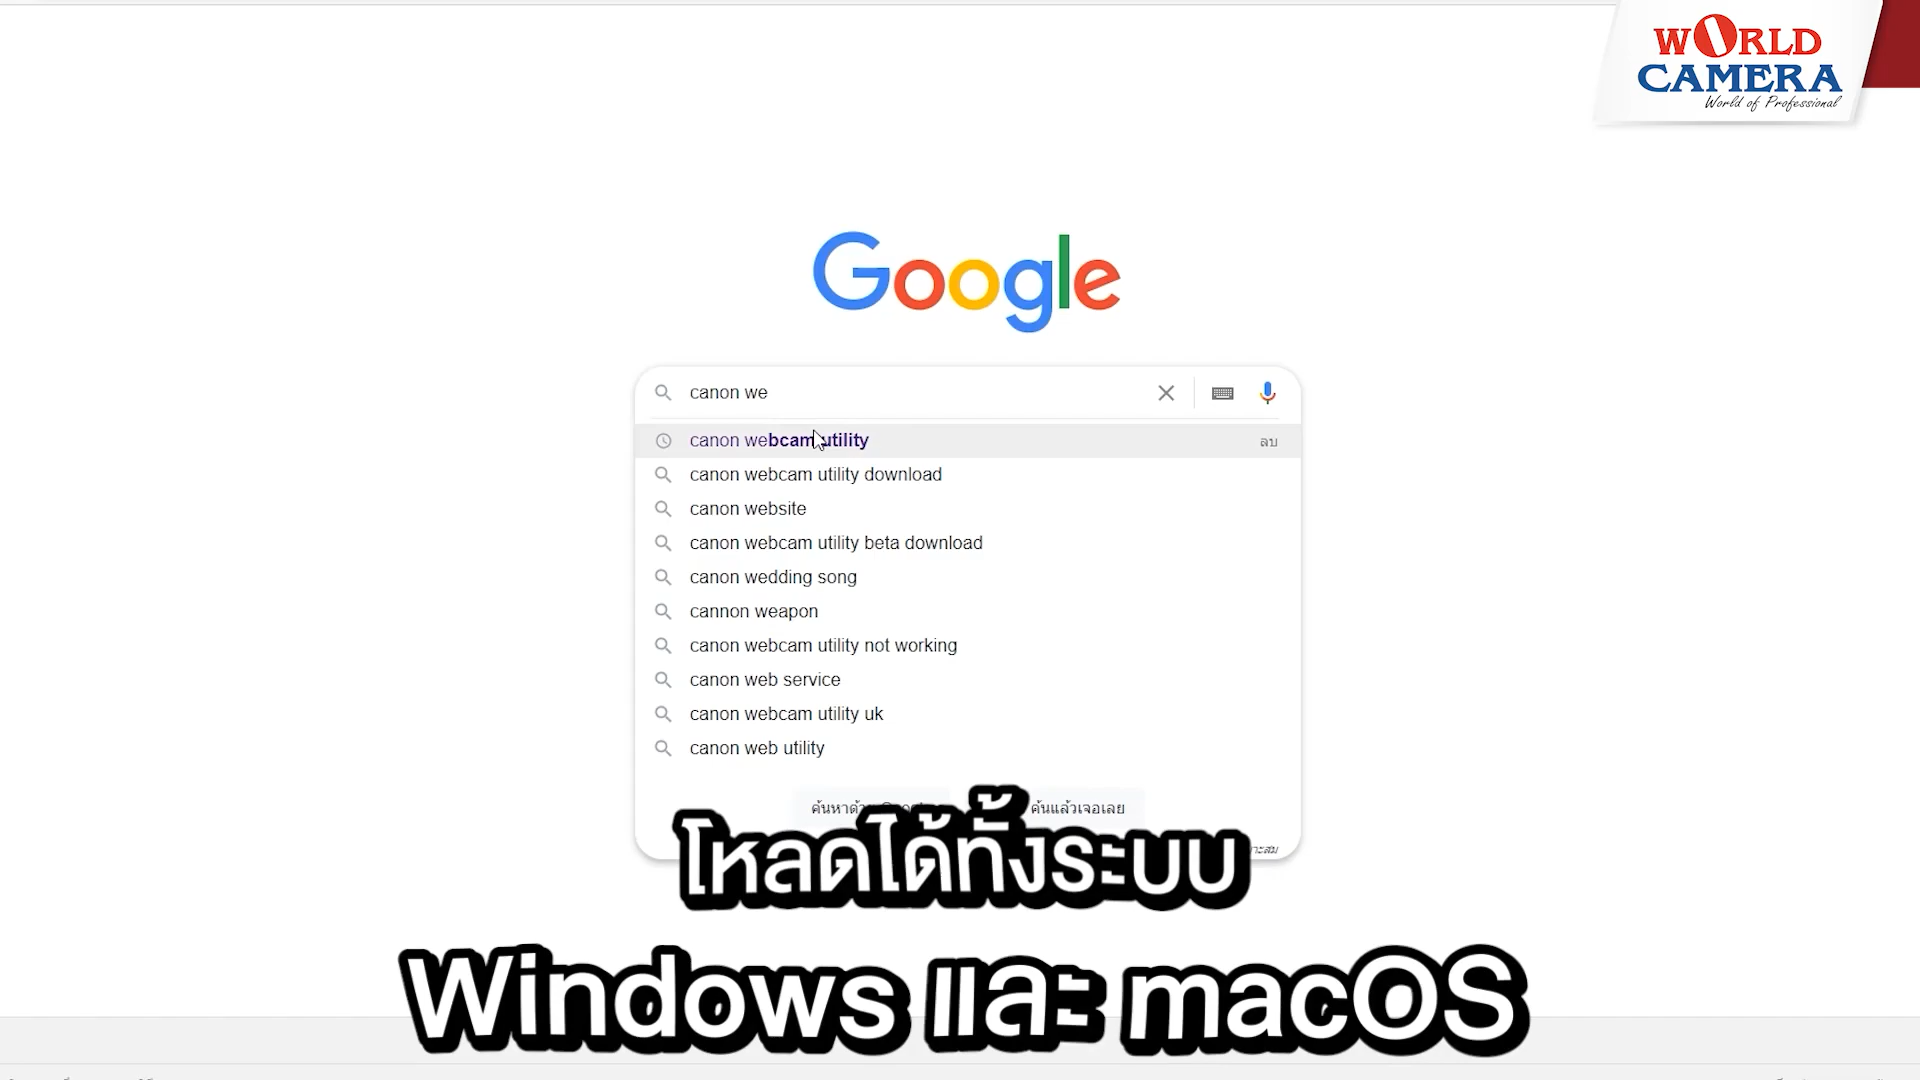 WORLD
CAMERA
World of Professional
Google
canon we
canon webcam utility
ลบ
canon webcam utility download
canon website
canon webcam utility beta download
canon wedding song
cannon weapon
canon webcam utility not working
canon web service
canon webcam utility uk
canon web utility
ค้นแล้วเจอเลย
โหลดได้ทั้งระบบ
Windows และ macOS